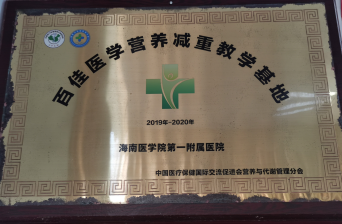 百佳医学营养减重教学基地
2019年-2020年
海南医学院第一附属医院
中国医疗保健国际交流促进会营养与代谢管理分会